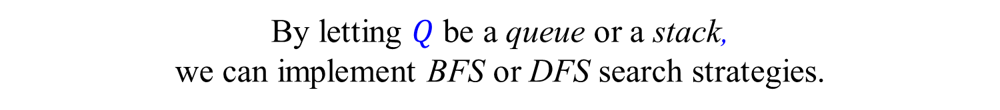 By letting Q be a queue or a stack,
we can implement BFS or DFS search strategies.